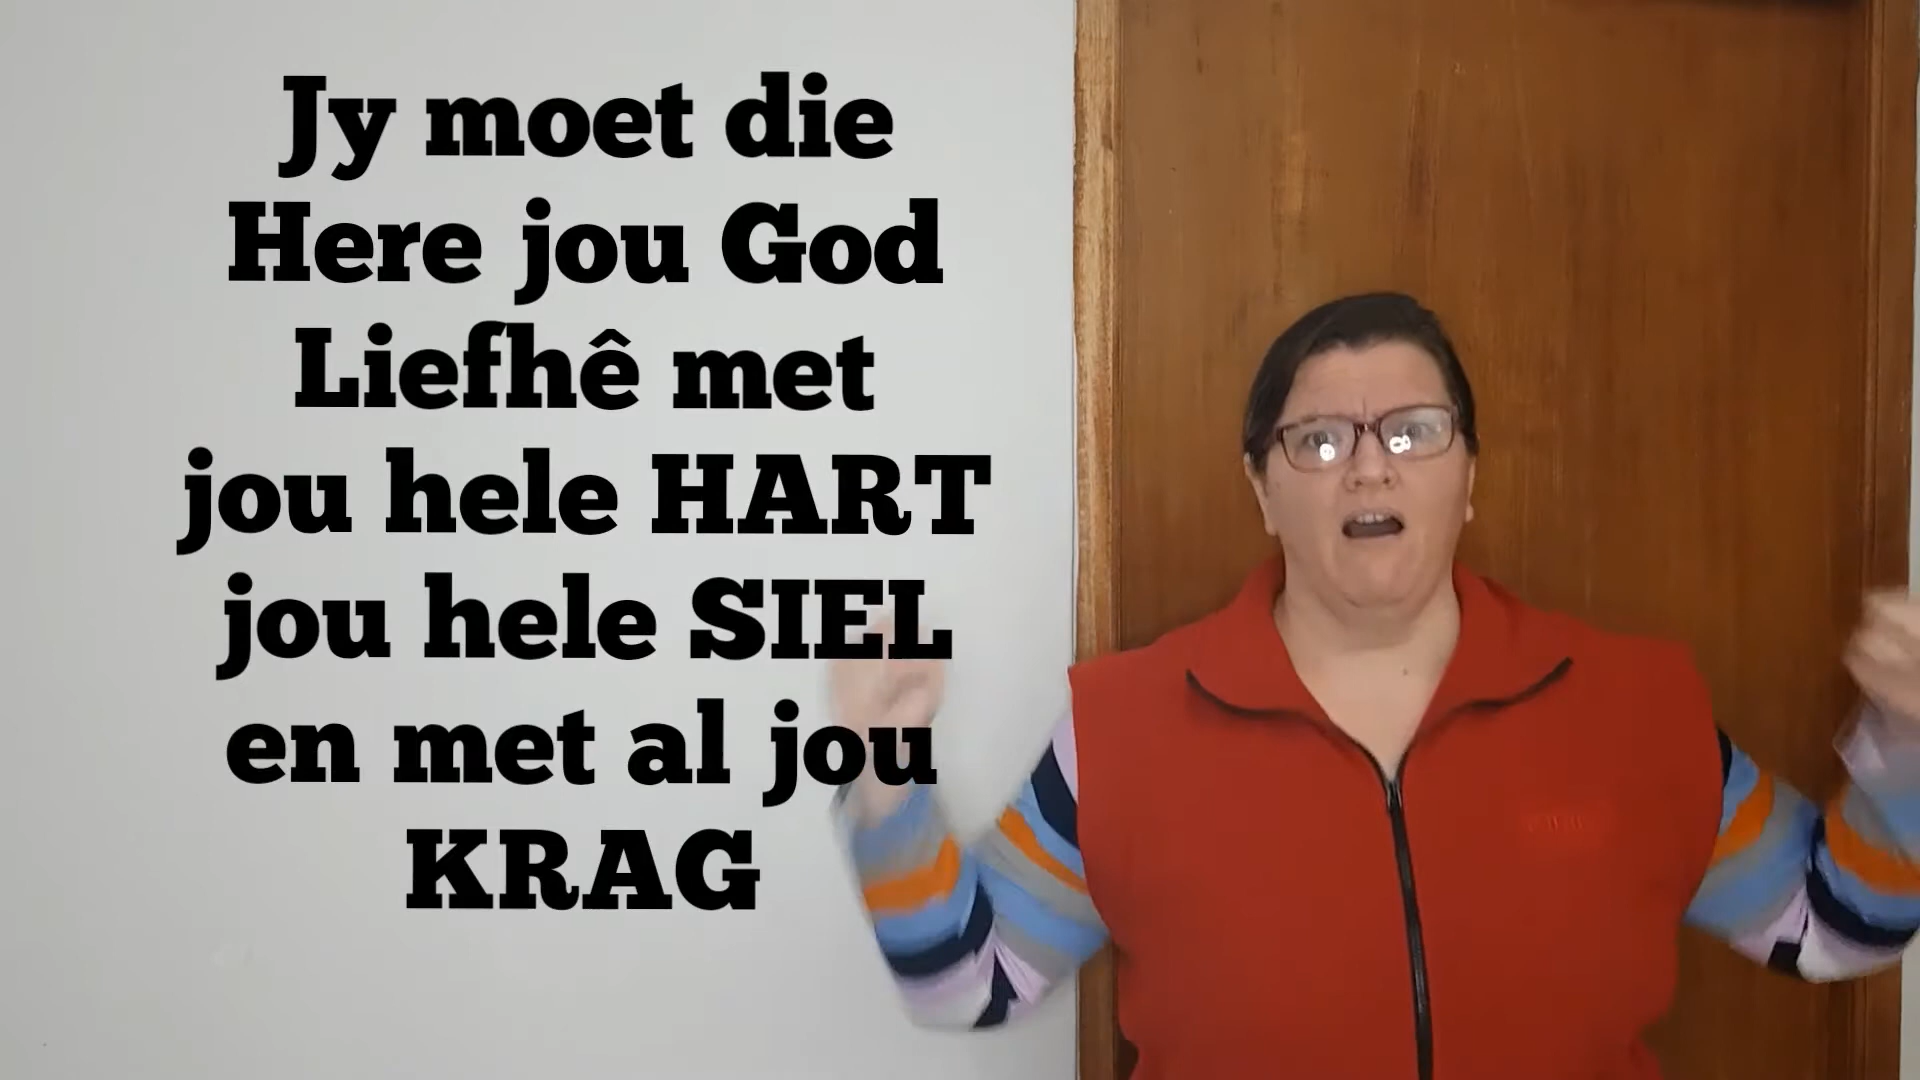 Jy moet die
Here jou God
Liefhê met
jou hele HART
jou hele SIEL
en met al jou
KRAG